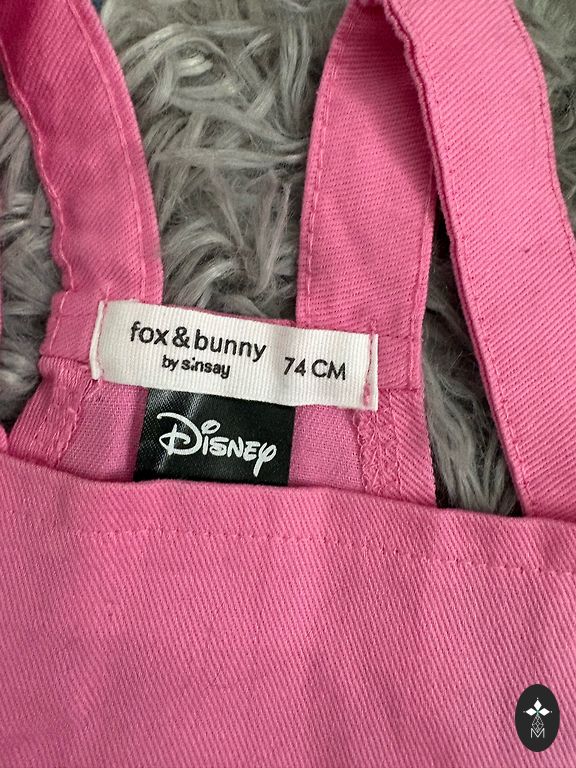 fox & bunny 74 CM
by sinsay
Disney
M